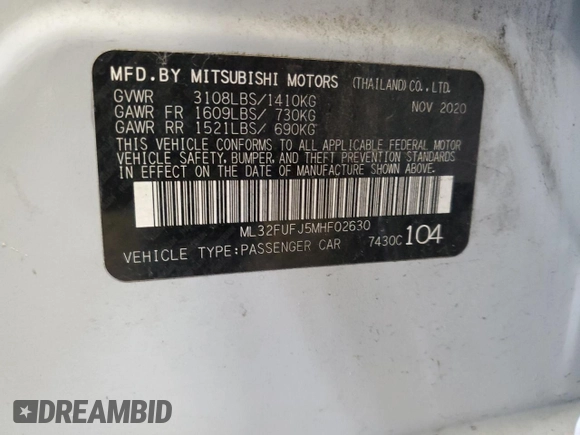 MFD.BY MITSUBISHI MOTORS (THAILAND) CO., LTD.
GVWR 3108LBS/1410KG NOV 2020
GAWR FR 1609LBS/ 730KG
GAWR RR 1521LBS/ 690KG
THIS VEHICLE CONFORMS TO ALL APPLICABLE FEDERAL MOTOR
VEHICLE SAFETY, BUMPER, AND THEFT PREVENTION STANDARDS
IN EFFECT ON THE DATE OF MANUFACTURE SHOWN ABOVE.
ML32FUFJ5MHF02630
VEHICLE TYPE:PASSENGER CAR 7430C 104
DREAMBID